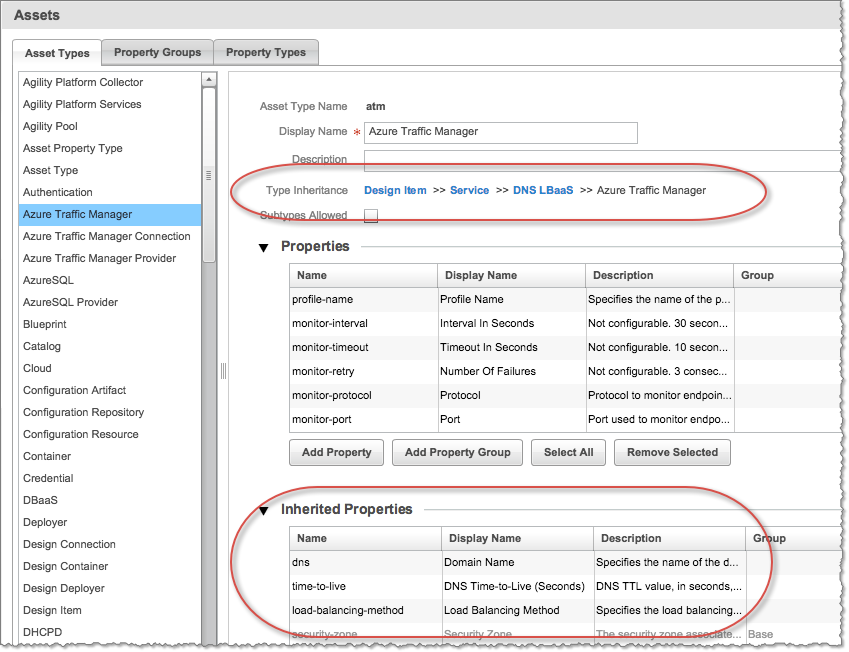 Assets
Asset Types Property Groups Property Types
Agility Platform Collector
Agility Platform Services
Agility Pool
Asset Property Type
Asset Type
Authentication
Azure Traffic Manager
Azure Traffic Manager Connection
Azure Traffic Manager Provider
AzureSQL
AzureSQL Provider
Blueprint
Catalog
Cloud
Configuration Artifact
Configuration Repository
Configuration Resource
Container
Credential
DBaaS
Deployer
Design Connection
Design Container
Design Deployer
Design Item
DHCPD
Asset Type Name atm
Display Name * Azure Traffic Manager
Description
Type Inheritance Design Item >> Service >> DNS LBaaS >> Azure Traffic Manager
Subtypes Allowed
Properties
Name Display Name Description Group
profile-name Profile Name Specifies the name of the p...
monitor-interval Interval In Seconds Not configurable. 30 secon...
monitor-timeout Timeout In Seconds Not configurable. 10 secon...
monitor-retry Number Of Failures Not configurable. 3 consec...
monitor-protocol Protocol Protocol to monitor endpoin...
monitor-port Port Port used to monitor endpo...
Add Property Add Property Group Select All Remove Selected
Inherited Properties
Name Display Name Description Group
dns Domain Name Specifies the name of the d...
time-to-live DNS Time-to-Live (Seconds) DNS TTL value, in seconds,...
load-balancing-method Load Balancing Method Specifies the load balancing...
security-zone Security Zone The security zone associate... Base